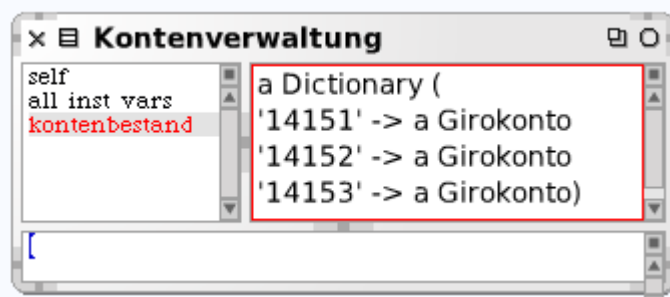 Kontenverwaltung
self
all inst vars
kontenbestand
a Dictionary (
'14151' -> a Girokonto
'14152' -> a Girokonto
'14153' -> a Girokonto)
[